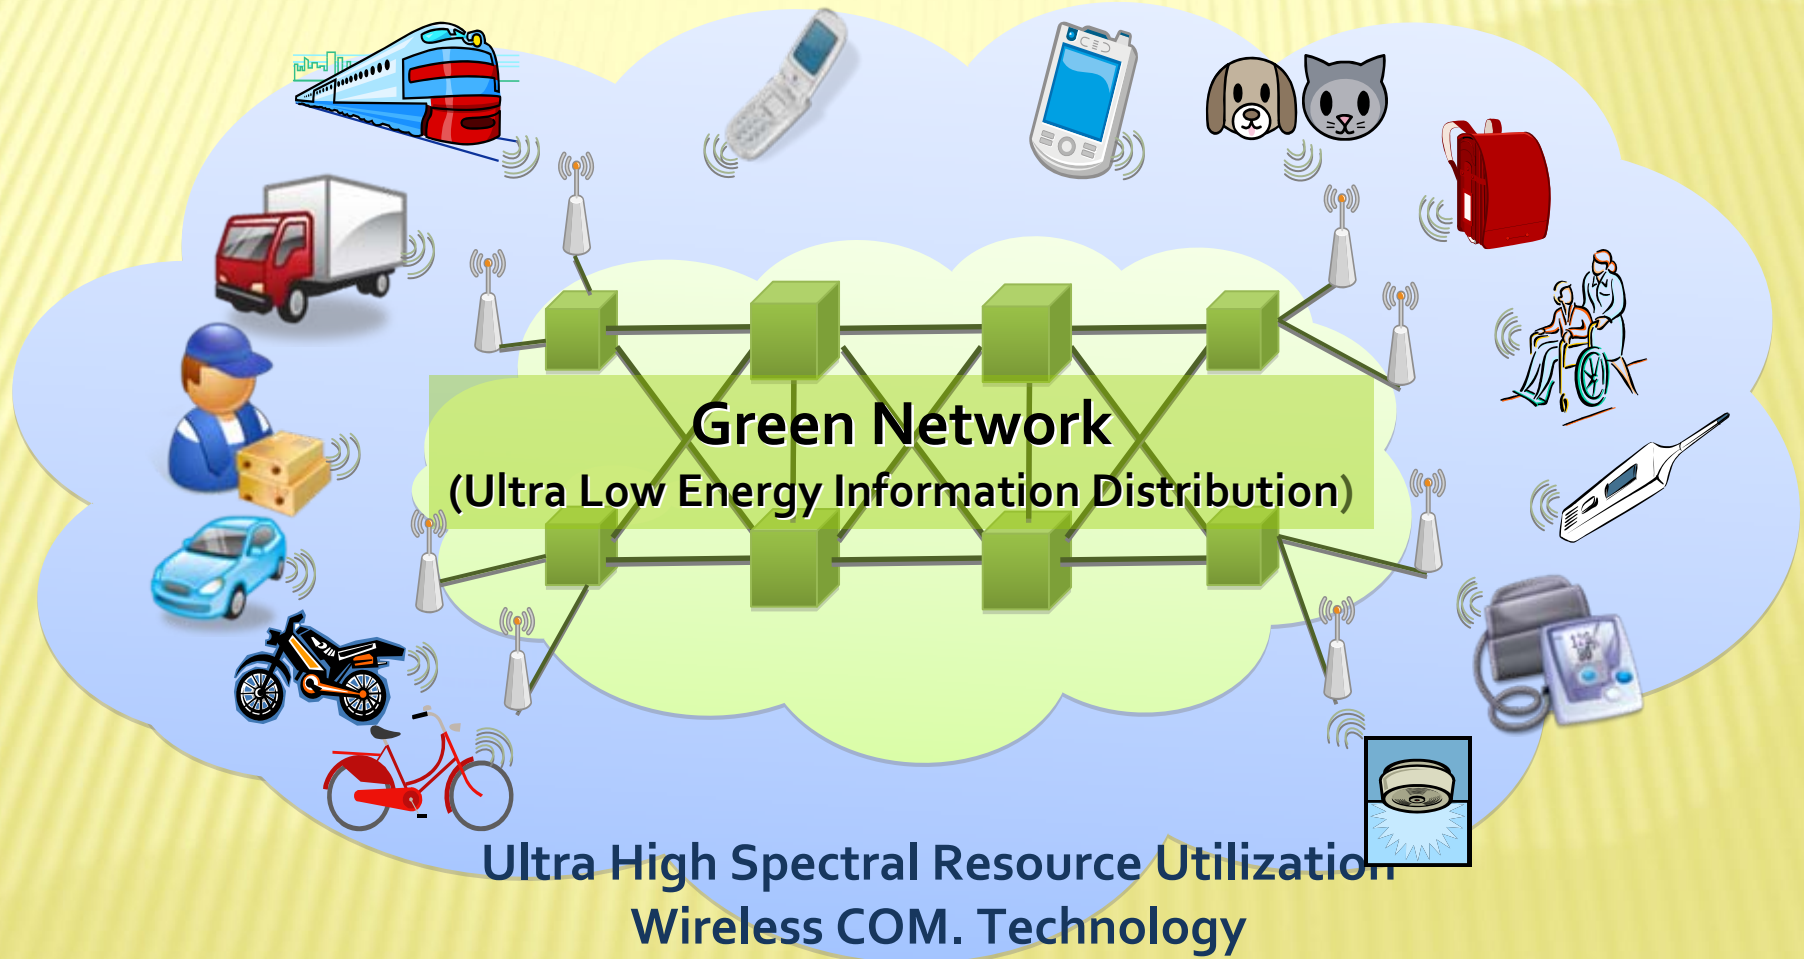 Green Network
(Ultra Low Energy Information Distribution)
Ultra High Spectral Resource Utilization
Wireless COM. Technology